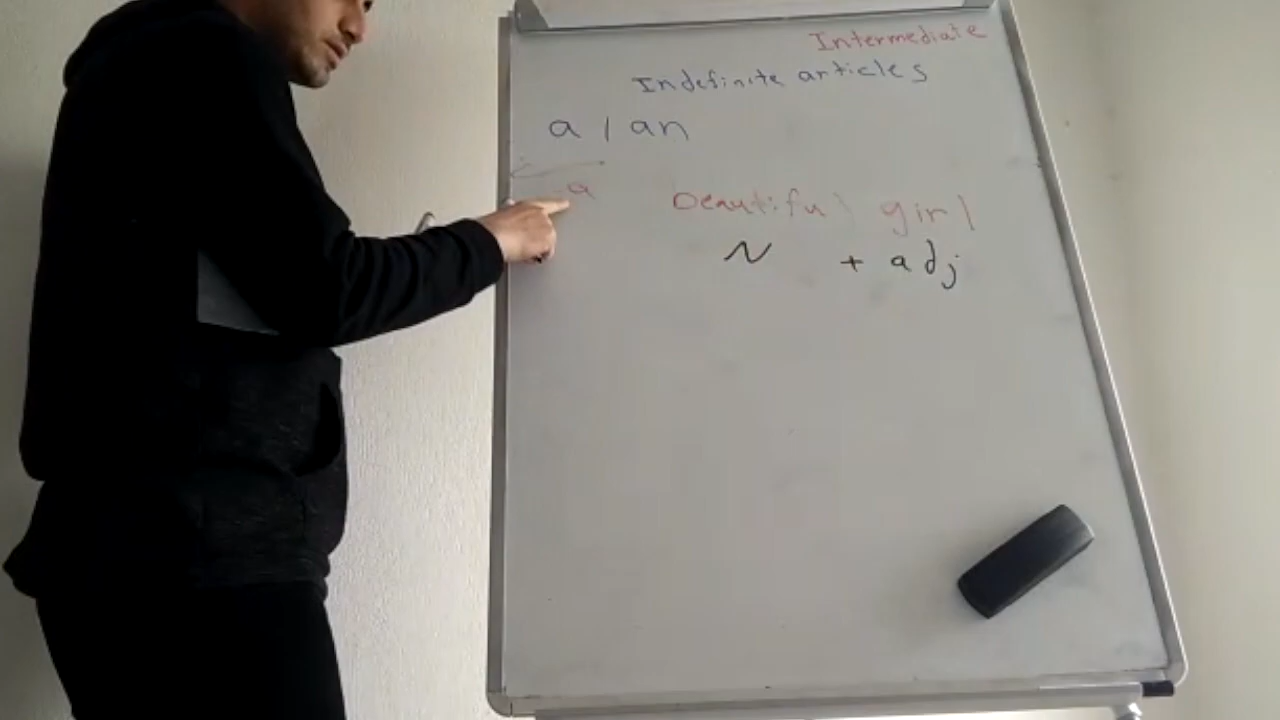 Intermediate
Indefinite articles
a / an
a beautiful girl
N + adj